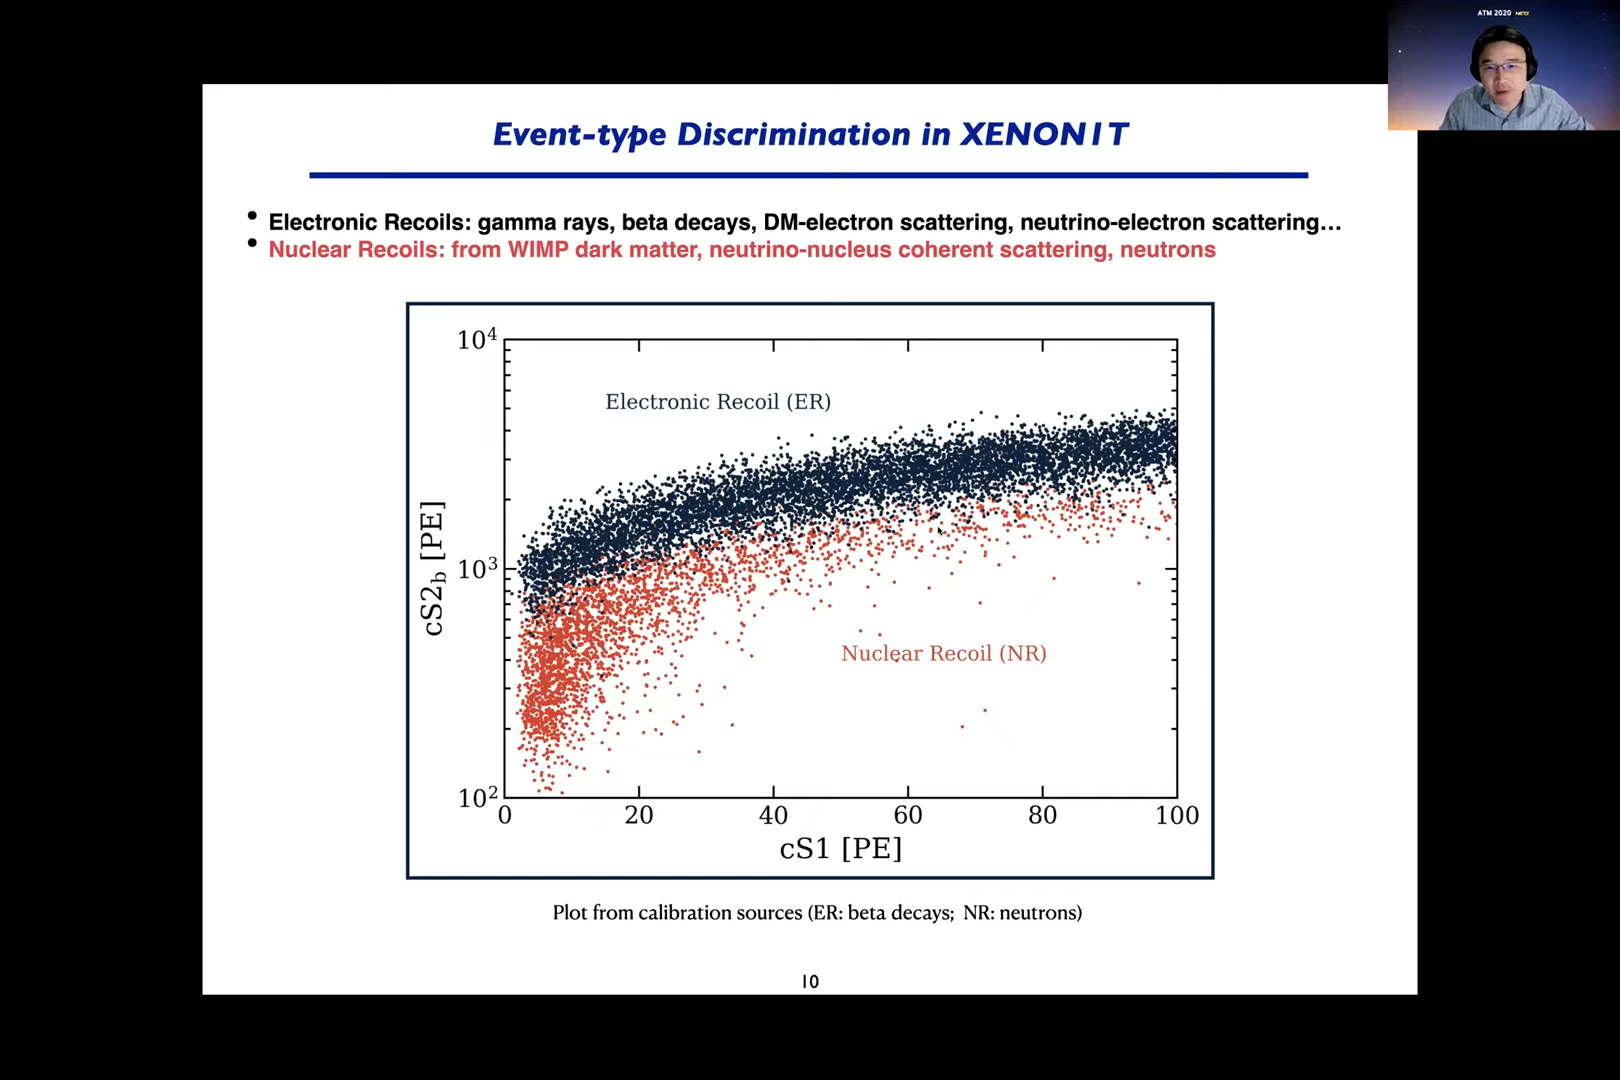 ATM 2020
Event-type Discrimination in XENON1T
• Electronic Recoils: gamma rays, beta decays, DM-electron scattering, neutrino-electron scattering…
• Nuclear Recoils: from WIMP dark matter, neutrino-nucleus coherent scattering, neutrons
10⁴
Electronic Recoil (ER)
cS2b [PE]
10³
Nuclear Recoil (NR)
10²
0 20 40 60 80 100
cS1 [PE]
Plot from calibration sources (ER: beta decays; NR: neutrons)
10